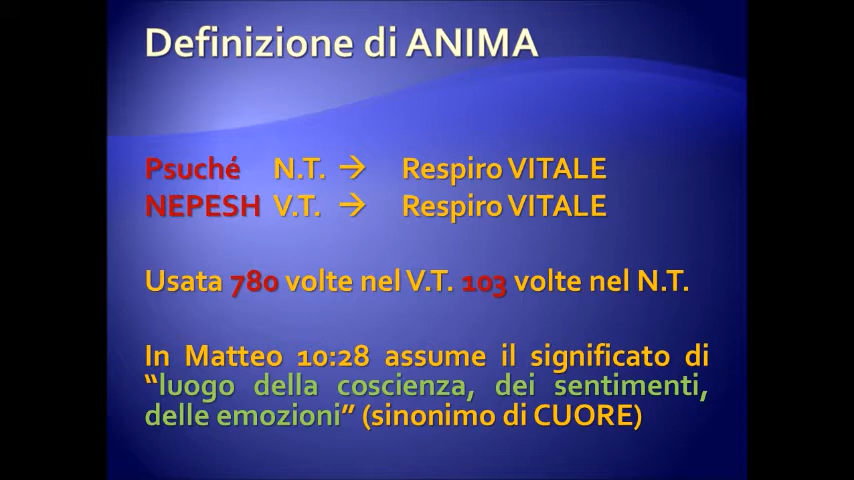 Definizione di ANIMA
Psuché N.T. → Respiro VITALE
NEPESH V.T. → Respiro VITALE
Usata 780 volte nel V.T. 103 volte nel N.T.
In Matteo 10:28 assume il significato di
“luogo della coscienza, dei sentimenti,
delle emozioni” (sinonimo di CUORE)